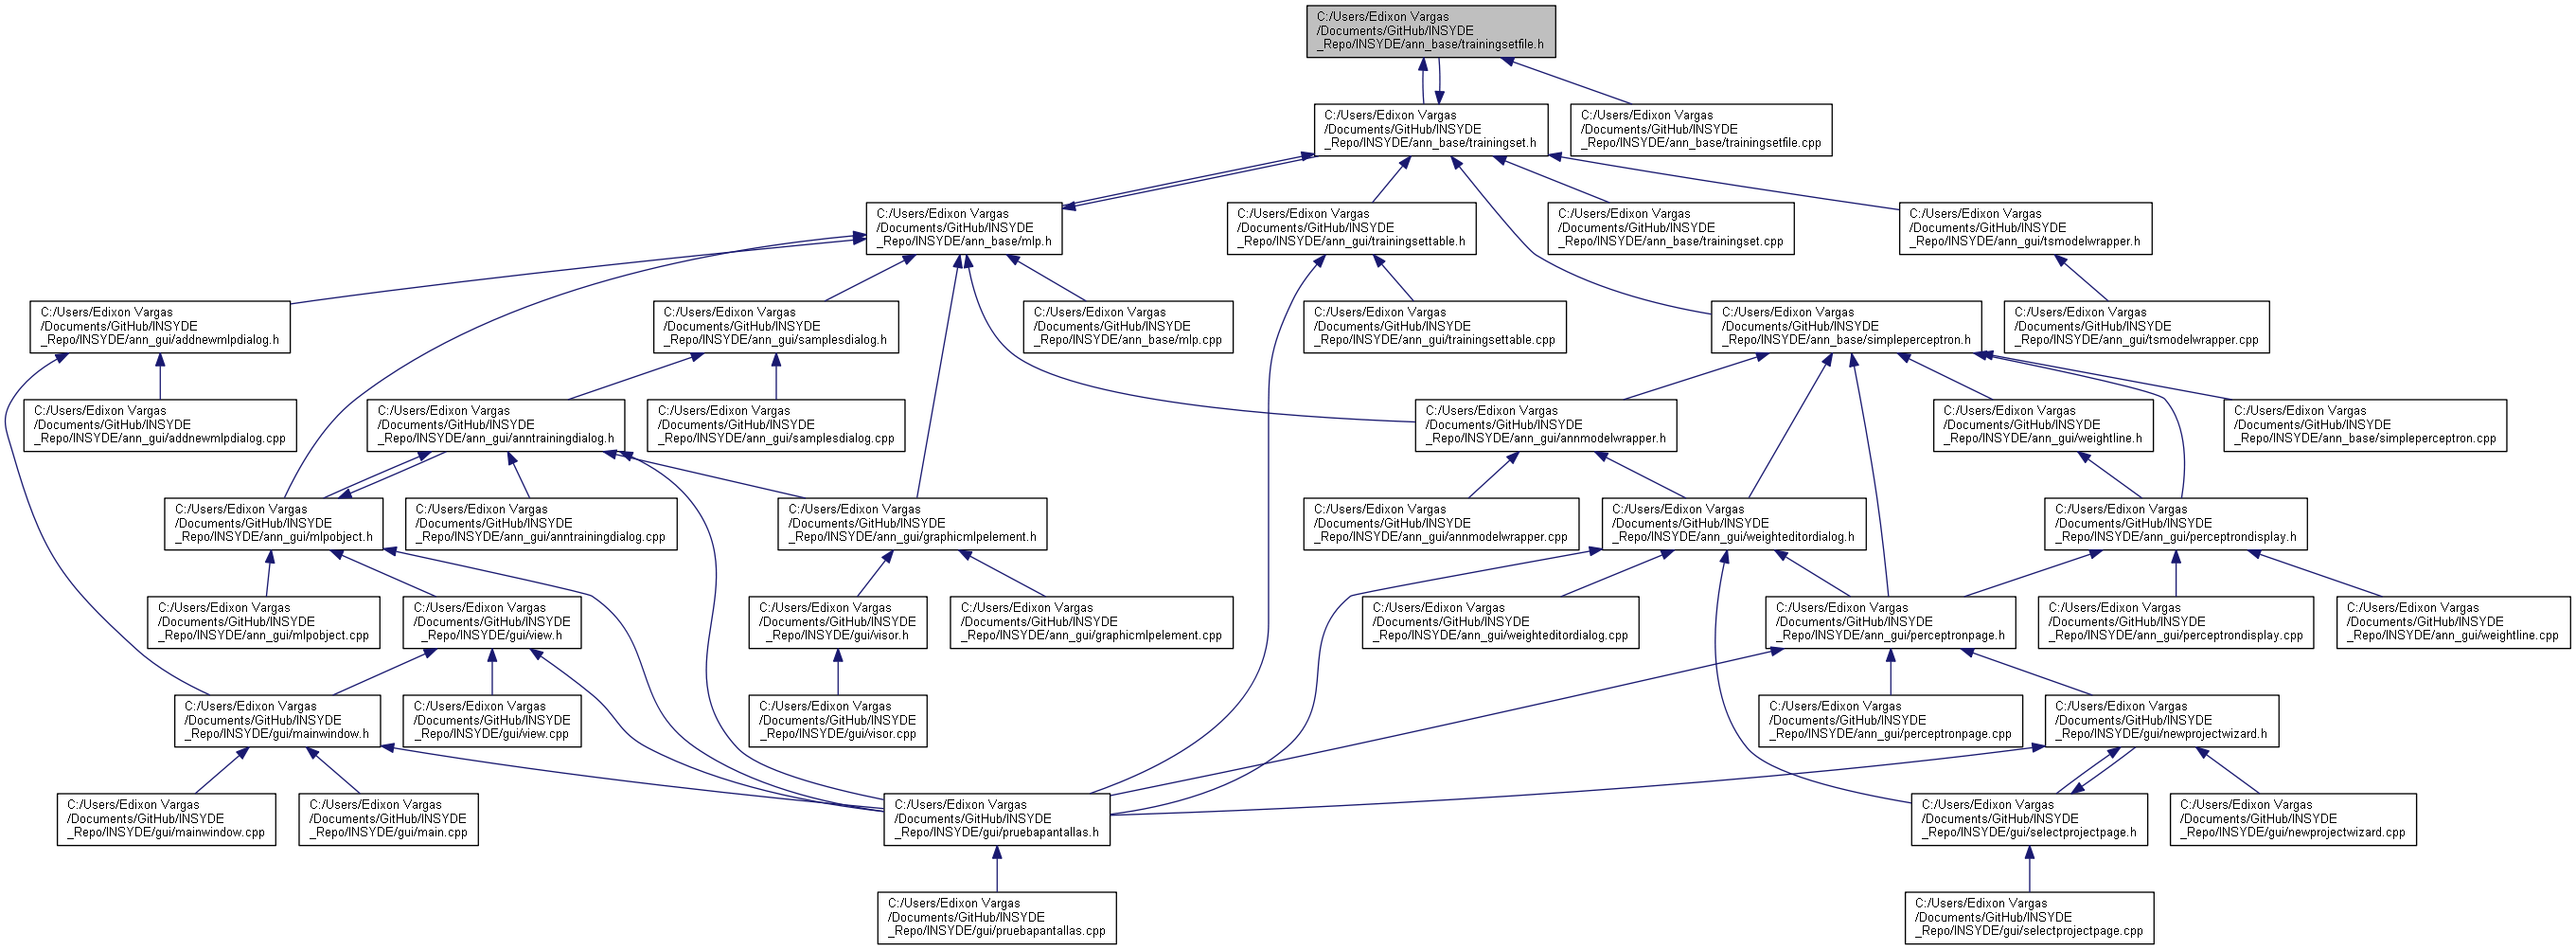 C:/Users/Edixon Vargas
/Documents/GitHub/INSYDE
_Repo/INSYDE/ann_base/trainingsetfile.h
C:/Users/Edixon Vargas
/Documents/GitHub/INSYDE
_Repo/INSYDE/ann_base/trainingset.h
C:/Users/Edixon Vargas
/Documents/GitHub/INSYDE
_Repo/INSYDE/ann_base/trainingsetfile.cpp
C:/Users/Edixon Vargas
/Documents/GitHub/INSYDE
_Repo/INSYDE/ann_base/mlp.h
C:/Users/Edixon Vargas
/Documents/GitHub/INSYDE
_Repo/INSYDE/ann_gui/trainingsettable.h
C:/Users/Edixon Vargas
/Documents/GitHub/INSYDE
_Repo/INSYDE/ann_base/trainingset.cpp
C:/Users/Edixon Vargas
/Documents/GitHub/INSYDE
_Repo/INSYDE/ann_gui/tsmodelwrapper.h
C:/Users/Edixon Vargas
/Documents/GitHub/INSYDE
_Repo/INSYDE/ann_gui/addnewmlpdialog.h
C:/Users/Edixon Vargas
/Documents/GitHub/INSYDE
_Repo/INSYDE/ann_gui/samplesdialog.h
C:/Users/Edixon Vargas
/Documents/GitHub/INSYDE
_Repo/INSYDE/ann_base/mlp.cpp
C:/Users/Edixon Vargas
/Documents/GitHub/INSYDE
_Repo/INSYDE/ann_gui/trainingsettable.cpp
C:/Users/Edixon Vargas
/Documents/GitHub/INSYDE
_Repo/INSYDE/ann_base/simpleperceptron.h
C:/Users/Edixon Vargas
/Documents/GitHub/INSYDE
_Repo/INSYDE/ann_gui/tsmodelwrapper.cpp
C:/Users/Edixon Vargas
/Documents/GitHub/INSYDE
_Repo/INSYDE/ann_gui/addnewmlpdialog.cpp
C:/Users/Edixon Vargas
/Documents/GitHub/INSYDE
_Repo/INSYDE/ann_gui/anntrainingdialog.h
C:/Users/Edixon Vargas
/Documents/GitHub/INSYDE
_Repo/INSYDE/ann_gui/samplesdialog.cpp
C:/Users/Edixon Vargas
/Documents/GitHub/INSYDE
_Repo/INSYDE/ann_gui/annmodelwrapper.h
C:/Users/Edixon Vargas
/Documents/GitHub/INSYDE
_Repo/INSYDE/ann_gui/weightline.h
C:/Users/Edixon Vargas
/Documents/GitHub/INSYDE
_Repo/INSYDE/ann_base/simpleperceptron.cpp
C:/Users/Edixon Vargas
/Documents/GitHub/INSYDE
_Repo/INSYDE/ann_gui/mlpobject.h
C:/Users/Edixon Vargas
/Documents/GitHub/INSYDE
_Repo/INSYDE/ann_gui/anntrainingdialog.cpp
C:/Users/Edixon Vargas
/Documents/GitHub/INSYDE
_Repo/INSYDE/ann_gui/graphicmlpelement.h
C:/Users/Edixon Vargas
/Documents/GitHub/INSYDE
_Repo/INSYDE/ann_gui/annmodelwrapper.cpp
C:/Users/Edixon Vargas
/Documents/GitHub/INSYDE
_Repo/INSYDE/ann_gui/weighteditordialog.h
C:/Users/Edixon Vargas
/Documents/GitHub/INSYDE
_Repo/INSYDE/ann_gui/perceptrondisplay.h
C:/Users/Edixon Vargas
/Documents/GitHub/INSYDE
_Repo/INSYDE/ann_gui/mlpobject.cpp
C:/Users/Edixon Vargas
/Documents/GitHub/INSYDE
_Repo/INSYDE/gui/view.h
C:/Users/Edixon Vargas
/Documents/GitHub/INSYDE
_Repo/INSYDE/gui/visor.h
C:/Users/Edixon Vargas
/Documents/GitHub/INSYDE
_Repo/INSYDE/ann_gui/graphicmlpelement.cpp
C:/Users/Edixon Vargas
/Documents/GitHub/INSYDE
_Repo/INSYDE/ann_gui/weighteditordialog.cpp
C:/Users/Edixon Vargas
/Documents/GitHub/INSYDE
_Repo/INSYDE/ann_gui/perceptronpage.h
C:/Users/Edixon Vargas
/Documents/GitHub/INSYDE
_Repo/INSYDE/ann_gui/perceptrondisplay.cpp
C:/Users/Edixon Vargas
/Documents/GitHub/INSYDE
_Repo/INSYDE/ann_gui/weightline.cpp
C:/Users/Edixon Vargas
/Documents/GitHub/INSYDE
_Repo/INSYDE/gui/mainwindow.h
C:/Users/Edixon Vargas
/Documents/GitHub/INSYDE
_Repo/INSYDE/gui/view.cpp
C:/Users/Edixon Vargas
/Documents/GitHub/INSYDE
_Repo/INSYDE/gui/visor.cpp
C:/Users/Edixon Vargas
/Documents/GitHub/INSYDE
_Repo/INSYDE/ann_gui/perceptronpage.cpp
C:/Users/Edixon Vargas
/Documents/GitHub/INSYDE
_Repo/INSYDE/gui/newprojectwizard.h
C:/Users/Edixon Vargas
/Documents/GitHub/INSYDE
_Repo/INSYDE/gui/mainwindow.cpp
C:/Users/Edixon Vargas
/Documents/GitHub/INSYDE
_Repo/INSYDE/gui/main.cpp
C:/Users/Edixon Vargas
/Documents/GitHub/INSYDE
_Repo/INSYDE/gui/pruebapantallas.h
C:/Users/Edixon Vargas
/Documents/GitHub/INSYDE
_Repo/INSYDE/gui/selectprojectpage.h
C:/Users/Edixon Vargas
/Documents/GitHub/INSYDE
_Repo/INSYDE/gui/newprojectwizard.cpp
C:/Users/Edixon Vargas
/Documents/GitHub/INSYDE
_Repo/INSYDE/gui/pruebapantallas.cpp
C:/Users/Edixon Vargas
/Documents/GitHub/INSYDE
_Repo/INSYDE/gui/selectprojectpage.cpp